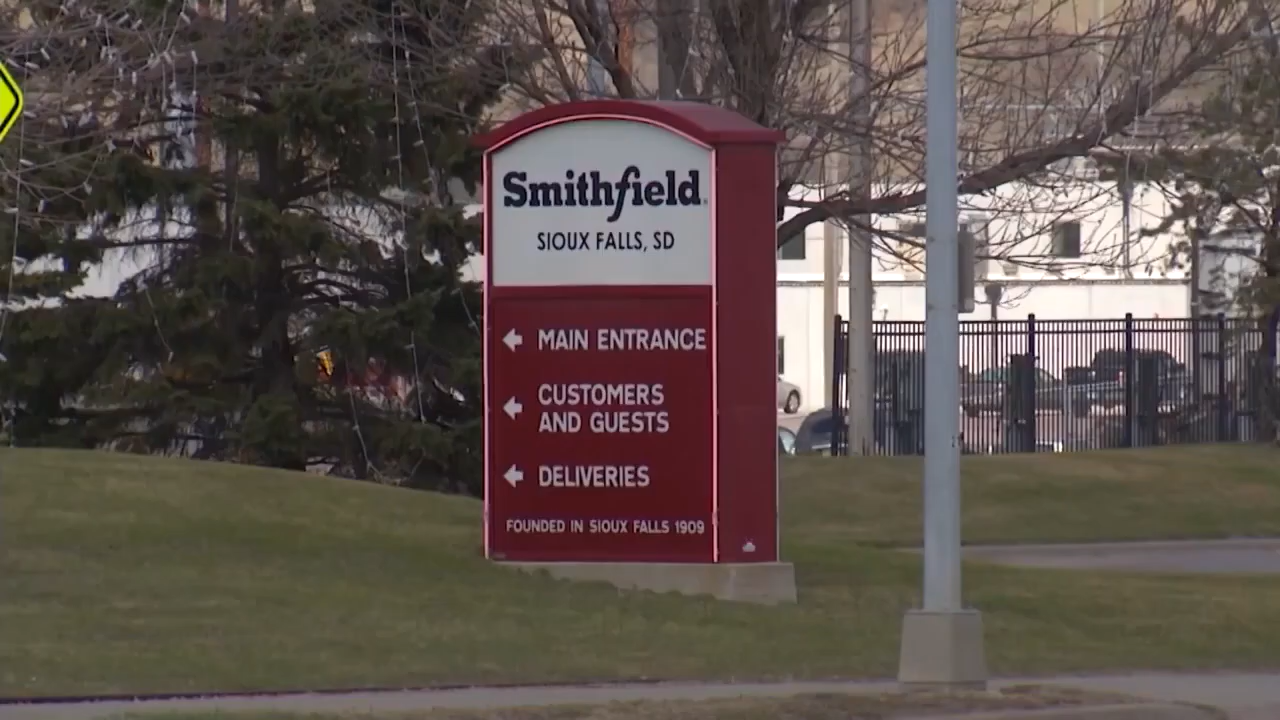 Smithfield
SIOUX FALLS, SD
MAIN ENTRANCE
CUSTOMERS
AND GUESTS
DELIVERIES
FOUNDED IN SIOUX FALLS 1909